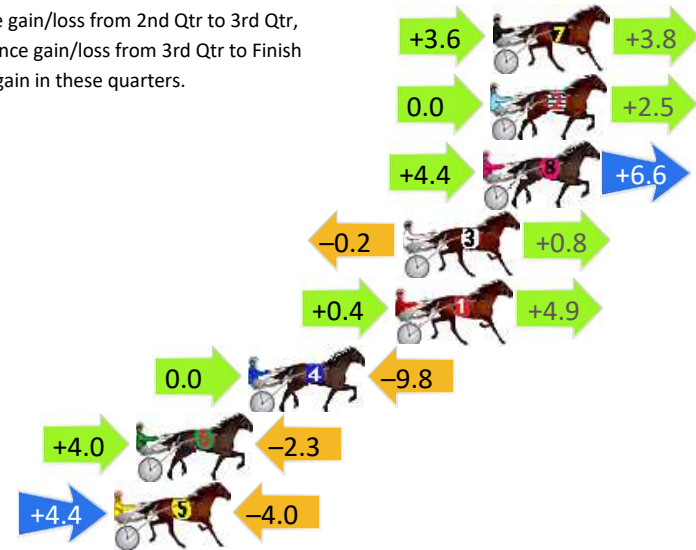 e gain/loss from 2nd Qtr to 3rd Qtr,
nce gain/loss from 3rd Qtr to Finish
gain in these quarters.
+3.6 7 +3.8
0.0 +2.5
+4.4 8 +6.6
–0.2 3 +0.8
+0.4 1 +4.9
0.0 4 –9.8
+4.0 –2.3
+4.4 5 –4.0